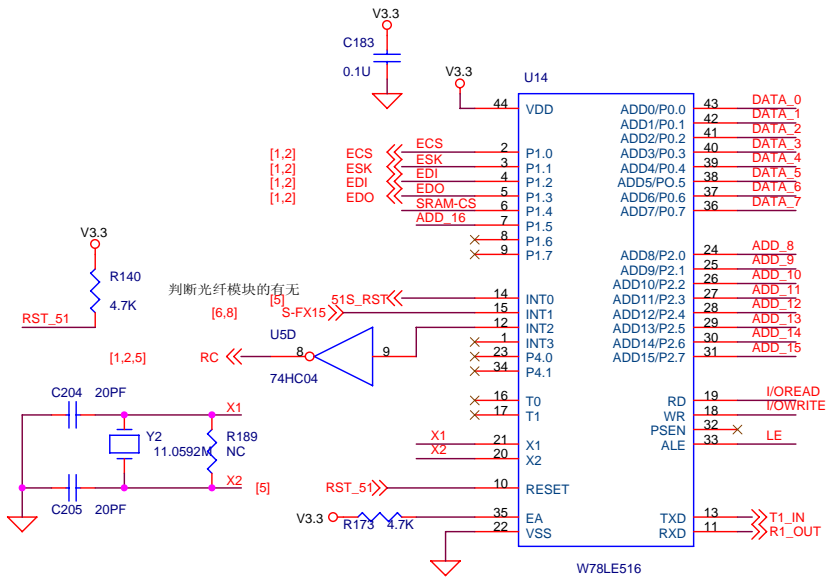 V3.3
C183
0.1U
V3.3
U14
44 VDD ADD0/P0.0 43 DATA_0
ADD1/P0.1 42 DATA_1
ADD2/P0.2 41 DATA_2
[1,2] ECS ECS 2 P1.0 ADD3/P0.3 40 DATA_3
[1,2] ESK ESK 3 P1.1 ADD4/P0.4 39 DATA_4
[1,2] EDI EDI 4 P1.2 ADD5/PO.5 38 DATA_5
[1,2] EDO EDO 5 P1.3 ADD6/P0.6 37 DATA_6
SRAM-CS 6 P1.4 ADD7/P0.7 36 DATA_7
ADD_16 7 P1.5
8 P1.6
9 P1.7
ADD8/P2.0 24 ADD_8
ADD9/P2.1 25 ADD_9
ADD10/P2.2 26 ADD_10
判断光纤模块的有无 [5] 51S_RST 14 INT0 ADD11/P2.3 27 ADD_11
[6,8] S-FX15 15 INT1 ADD12/P2.4 28 ADD_12
12 INT2 ADD13/P2.5 29 ADD_13
1 INT3 ADD14/P2.6 30 ADD_14
23 P4.0 ADD15/P2.7 31 ADD_15
34 P4.1
V3.3
R140
4.7K
RST_51
U5D
[1,2,5] RC 8 9
74HC04
16 T0 RD 19 I/OREAD
17 T1 WR 18 I/OWRITE
PSEN 32
X1 21 X1 ALE 33 LE
X2 20 X2
C204 20PF X1
Y2 R189
11.0592M NC
X2 [5]
C205 20PF
RST_51 10 RESET
V3.3 R173 4.7K 35 EA TXD 13 T1_IN
22 VSS RXD 11 R1_OUT
W78LE516